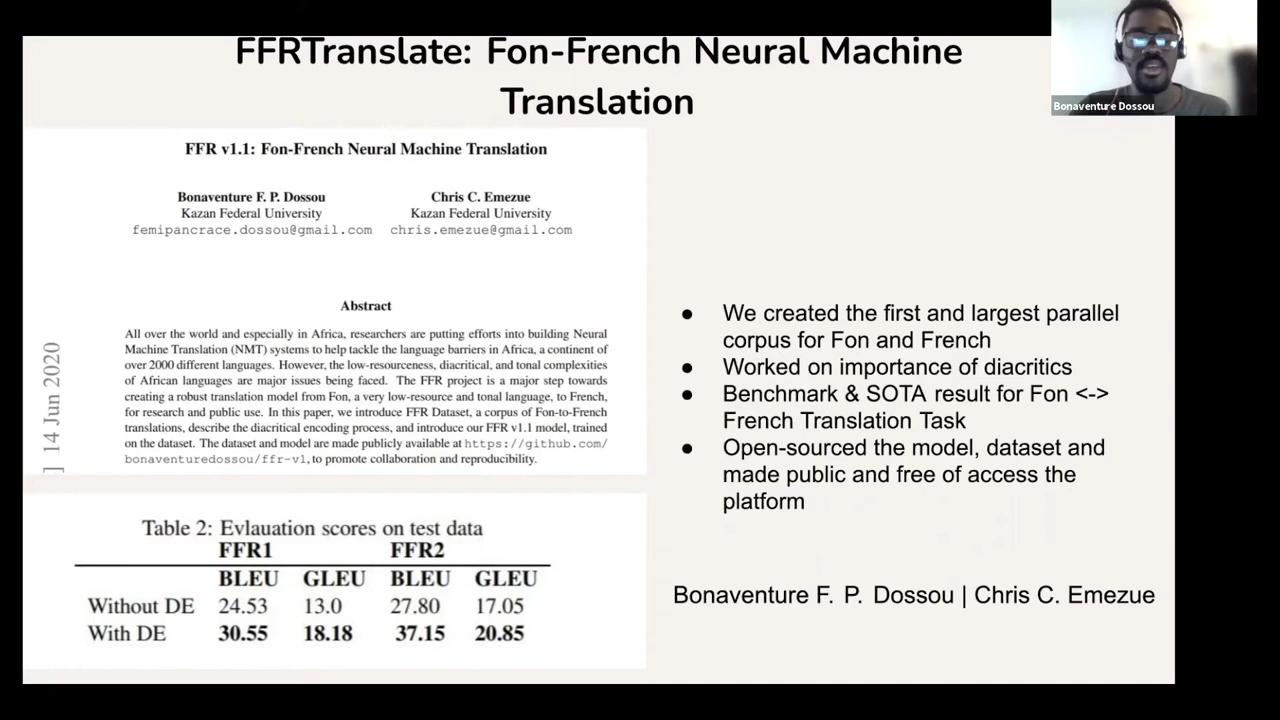 FFRTranslate: Fon-French Neural Machine
Translation
Bonaventure Dossou
FFR v1.1: Fon-French Neural Machine Translation
Bonaventure F. P. Dossou Chris C. Emezue
Kazan Federal University Kazan Federal University
femipancrace.dossou@gmail.com chris.emezue@gmail.com
Abstract
All over the world and especially in Africa, researchers are putting efforts into building Neural
Machine Translation (NMT) systems to help tackle the language barriers in Africa, a continent of
over 2000 different languages. However, the low-resourceness, diacritical, and tonal complexities
of African languages are major issues being faced. The FFR project is a major step towards
creating a robust translation model from Fon, a very low-resource and tonal language, to French,
for research and public use. In this paper, we introduce FFR Dataset, a corpus of Fon-to-French
translations, describe the diacritical encoding process, and introduce our FFR v1.1 model, trained
on the dataset. The dataset and model are made publicly available at https://github.com/
bonaventuredossou/ffr-v1, to promote collaboration and reproducibility.
] 14 Jun 2020
Table 2: Evlauation scores on test data
FFR1 FFR2
BLEU GLEU BLEU GLEU
Without DE 24.53 13.0 27.80 17.05
With DE 30.55 18.18 37.15 20.85
● We created the first and largest parallel
corpus for Fon and French
● Worked on importance of diacritics
● Benchmark & SOTA result for Fon <->
French Translation Task
● Open-sourced the model, dataset and
made public and free of access the
platform
Bonaventure F. P. Dossou | Chris C. Emezue